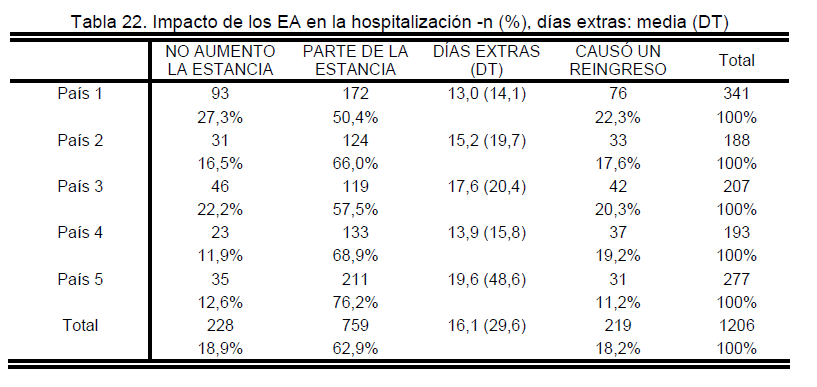 Tabla 22. Impacto de los EA en la hospitalización -n (%), días extras: media (DT)
NO AUMENTO LA ESTANCIA PARTE DE LA ESTANCIA DÍAS EXTRAS (DT) CAUSÓ UN REINGRESO Total
País 1 93 172 13,0 (14,1) 76 341
27,3% 50,4% 22,3% 100%
País 2 31 124 15,2 (19,7) 33 188
16,5% 66,0% 17,6% 100%
País 3 46 119 17,6 (20,4) 42 207
22,2% 57,5% 20,3% 100%
País 4 23 133 13,9 (15,8) 37 193
11,9% 68,9% 19,2% 100%
País 5 35 211 19,6 (48,6) 31 277
12,6% 76,2% 11,2% 100%
Total 228 759 16,1 (29,6) 219 1206
18,9% 62,9% 18,2% 100%